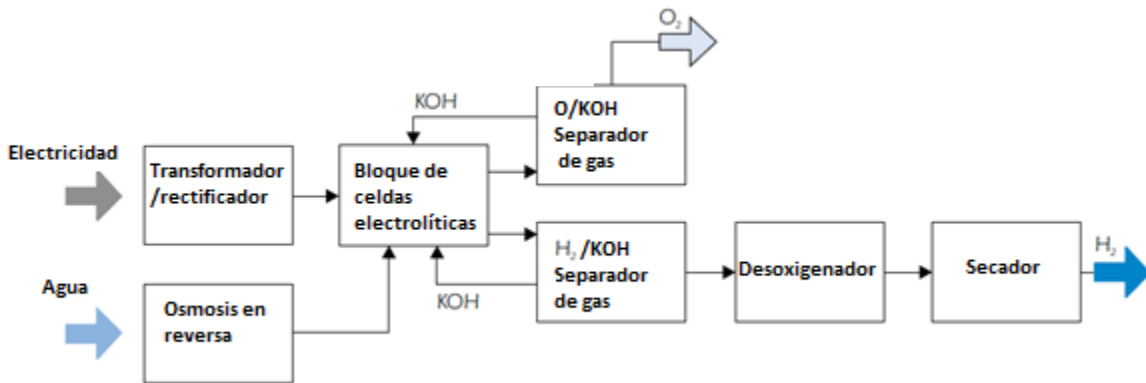 O₂
KOH
O/KOH
Separador
de gas
Electricidad
Transformador
/rectificador
Bloque de
celdas
electrolíticas
H₂ /KOH
Separador
de gas
Desoxigenador
Secador
H₂
Agua
KOH
Osmosis en
reversa